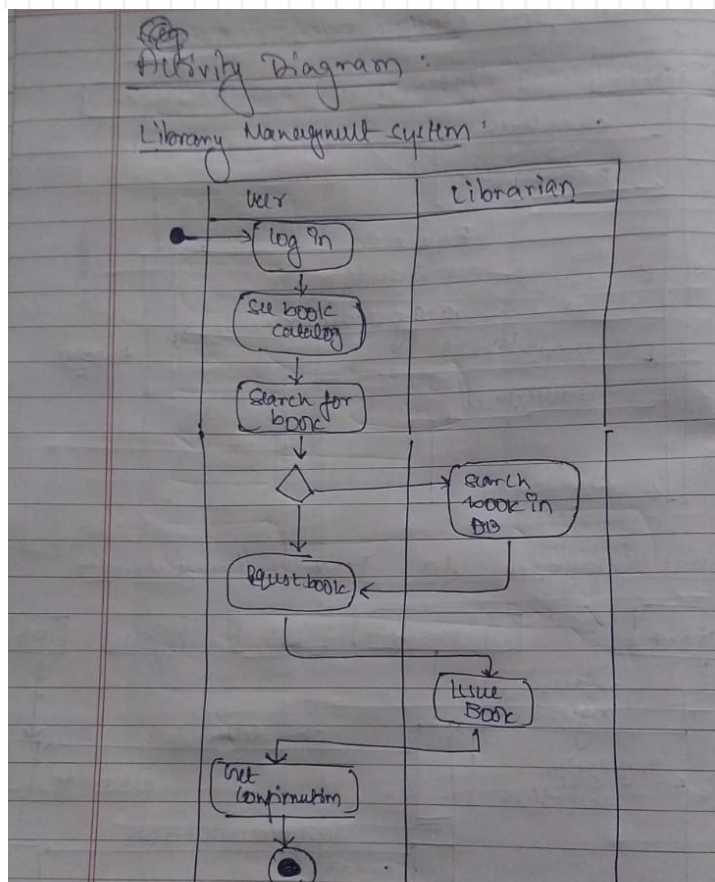 Activity Diagram :
Library Management System :
User
Librarian
Log in
See book
catalog
Search for
book
Search
book in
DB
Request book
Issue
Book
Get
Confirmation